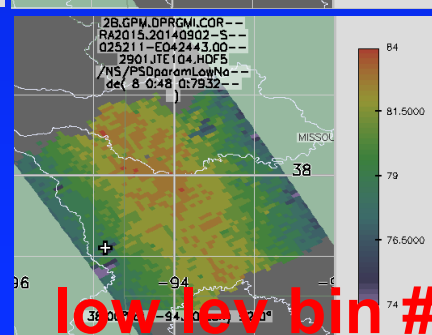 2B.GPM.DPRGMI.COR--
RA2015.20140902-S--
025211-E042443.00--
2901.ITE104.HDF5
/NS/PSDparamLowNo--
de( 8 0:48 0:7932--
)
84
81.5000
MISSOU
38
79
76.5000
96
-94
-9
74
low lev bin #